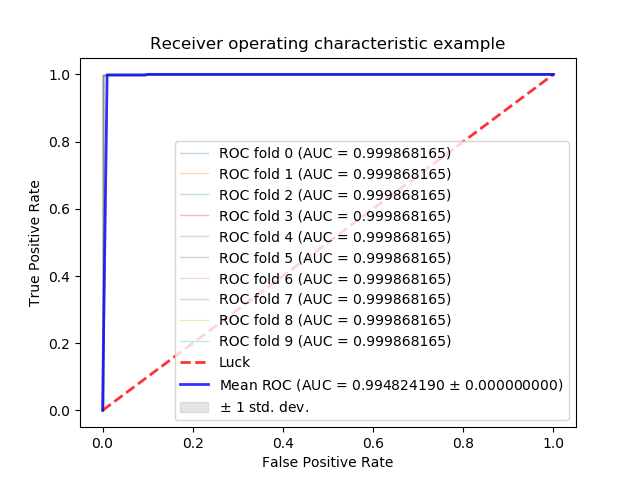 Receiver operating characteristic example
True Positive Rate
1.0
0.8
0.6
0.4
0.2
0.0
ROC fold 0 (AUC = 0.999868165)
ROC fold 1 (AUC = 0.999868165)
ROC fold 2 (AUC = 0.999868165)
ROC fold 3 (AUC = 0.999868165)
ROC fold 4 (AUC = 0.999868165)
ROC fold 5 (AUC = 0.999868165)
ROC fold 6 (AUC = 0.999868165)
ROC fold 7 (AUC = 0.999868165)
ROC fold 8 (AUC = 0.999868165)
ROC fold 9 (AUC = 0.999868165)
Luck
Mean ROC (AUC = 0.994824190 ± 0.000000000)
± 1 std. dev.
0.0 0.2 0.4 0.6 0.8 1.0
False Positive Rate